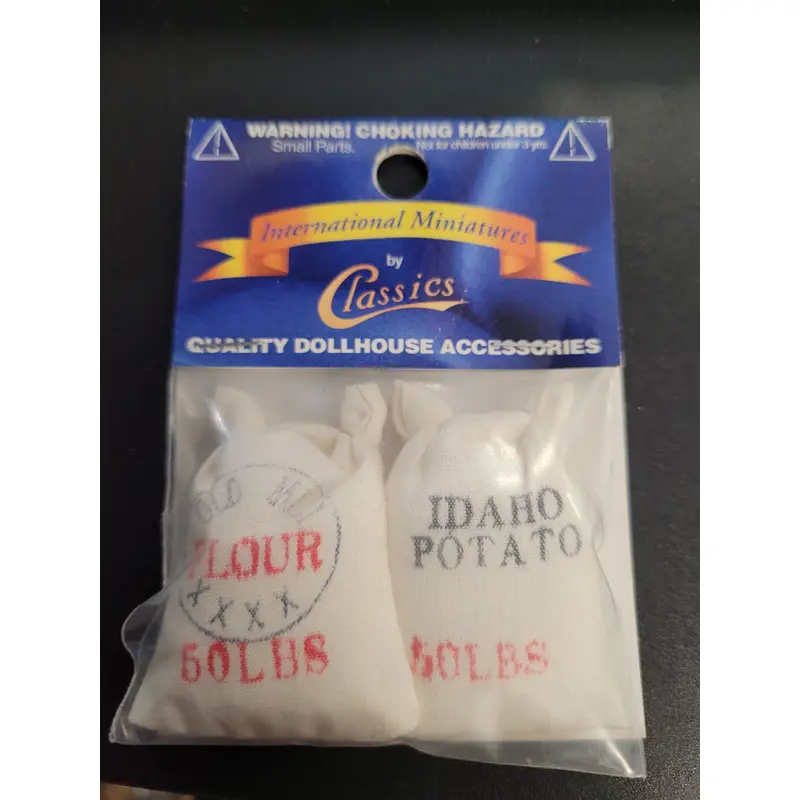 WARNING! CHOKING HAZARD
Small Parts. Not for children under 3 yrs.
International Miniatures
by
Classics
QUALITY DOLLHOUSE ACCESSORIES
FLOUR
XXXX
50LBS
IDAHO
POTATO
50LBS